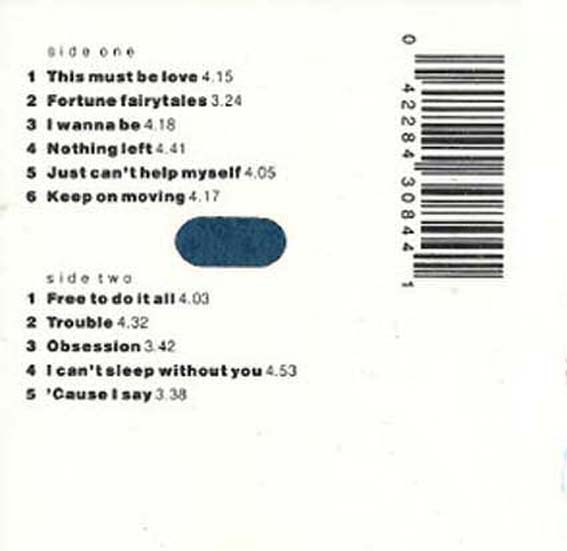 side one
1 This must be love 4.15
2 Fortune fairytales 3.24
3 I wanna be 4.18
4 Nothing left 4.41
5 Just can't help myself 4.05
6 Keep on moving 4.17
side two
1 Free to do it all 4.03
2 Trouble 4.32
3 Obsession 3.42
4 I can't sleep without you 4.53
5 'Cause I say 3.38
0 42284 30844 1